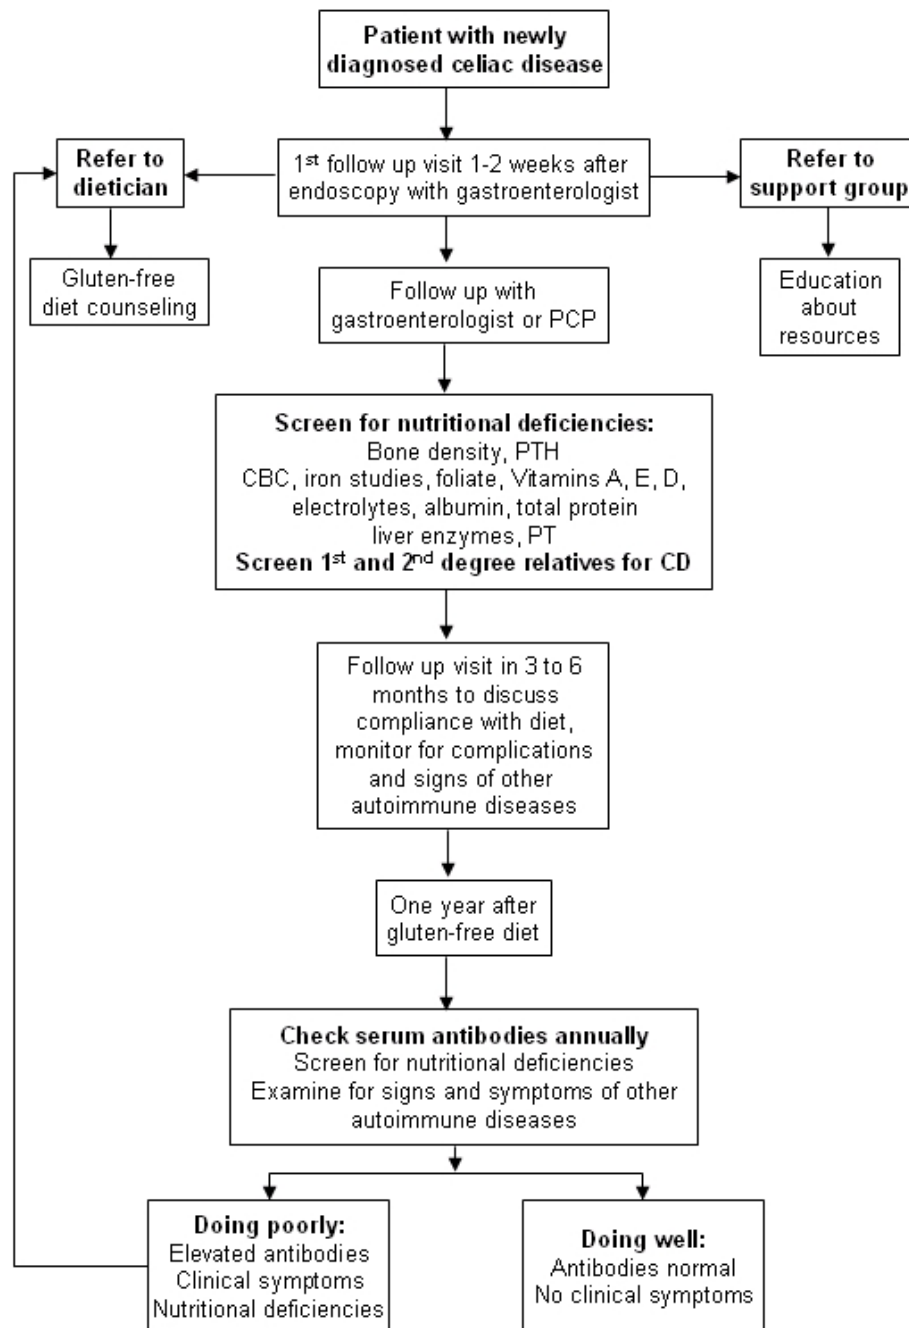 Patient with newly
diagnosed celiac disease
Refer to
dietician
1st follow up visit 1-2 weeks after
endoscopy with gastroenterologist
Refer to
support group
Gluten-free
diet counseling
Follow up with
gastroenterologist or PCP
Education
about
resources
Screen for nutritional deficiencies:
Bone density, PTH
CBC, iron studies, foliate, Vitamins A, E, D,
electrolytes, albumin, total protein
liver enzymes, PT
Screen 1st and 2nd degree relatives for CD
Follow up visit in 3 to 6
months to discuss
compliance with diet,
monitor for complications
and signs of other
autoimmune diseases
One year after
gluten-free diet
Check serum antibodies annually
Screen for nutritional deficiencies
Examine for signs and symptoms of other
autoimmune diseases
Doing poorly:
Elevated antibodies
Clinical symptoms
Nutritional deficiencies
Doing well:
Antibodies normal
No clinical symptoms